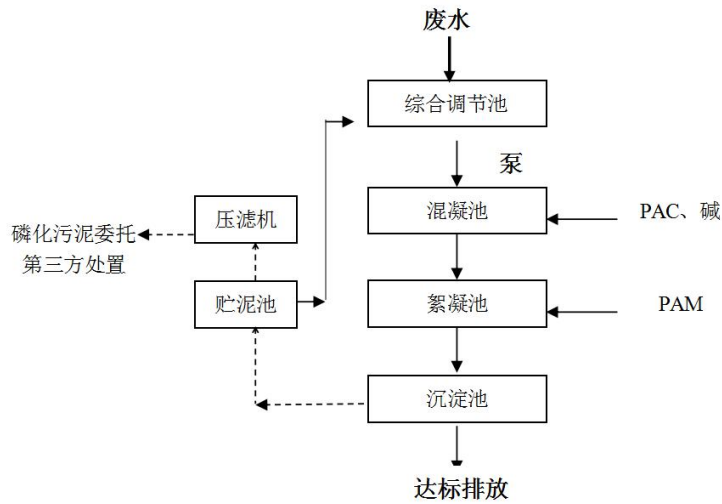 废水
综合调节池
泵
混凝池
PAC、碱
压滤机
磷化污泥委托
第三方处置
贮泥池
絮凝池
PAM
沉淀池
达标排放